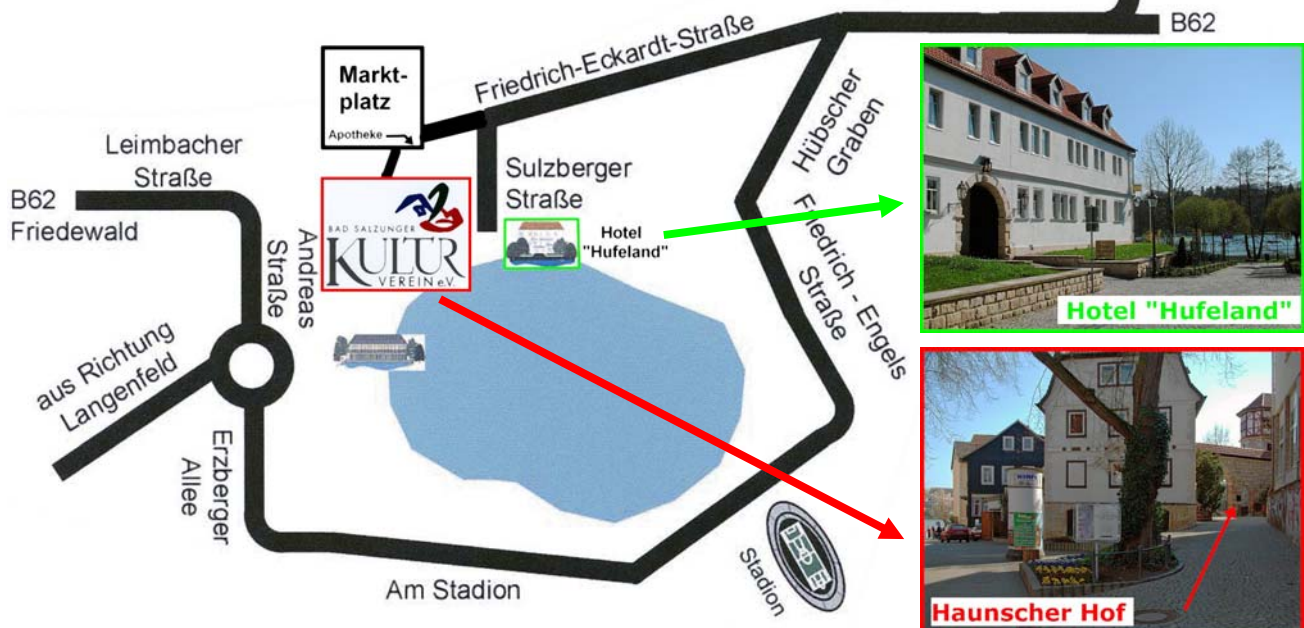 B62
Friedrich-Eckardt-Straße
Markt-
platz
Apotheke
Leimbacher
Straße
B62
Friedewald
Sulzberger
Straße
Hübscher
Graben
BAD SALZUNGER
KULTUR
VEREIN e.V.
Hotel
"Hufeland"
Andreas
Straße
Friedrich - Engels
Straße
Hotel "Hufeland"
aus Richtung
Langenfeld
Erzberger
Allee
Am Stadion
Stadion
Haunscher Hof